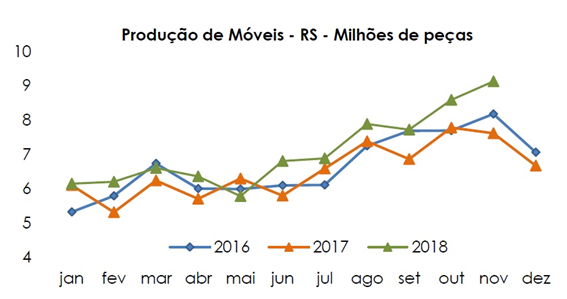 Produção de Móveis - RS - Milhões de peças
10
9
8
7
6
5
4
2016 2017 2018
jan fev mar abr mai jun jul ago set out nov dez